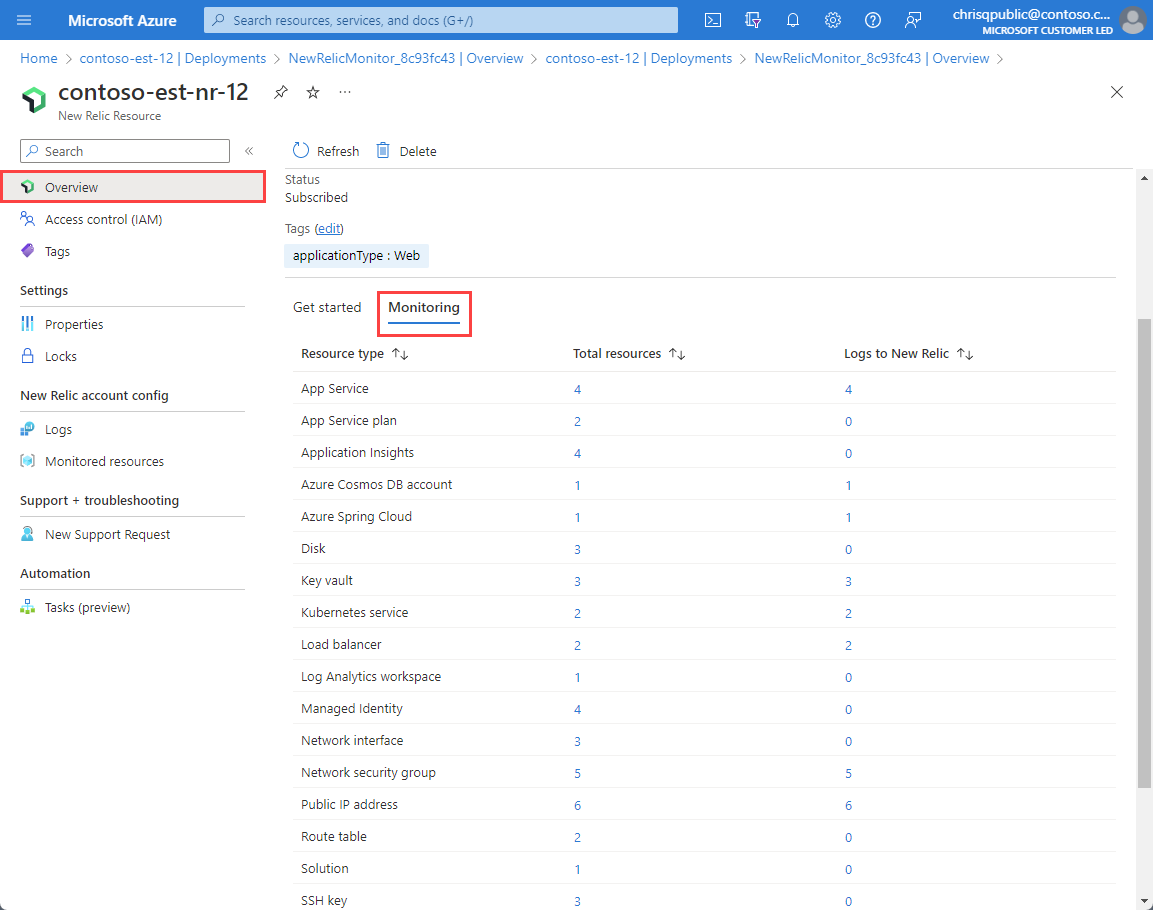 Microsoft Azure
Search resources, services, and docs (G+/)
chrisqpublic@contoso.c...
MICROSOFT CUSTOMER LED
Home > contoso-est-12 | Deployments > NewRelicMonitor_8c93fc43 | Overview > contoso-est-12 | Deployments > NewRelicMonitor_8c93fc43 | Overview >
contoso-est-nr-12 ...
New Relic Resource
Search
Overview
Access control (IAM)
Tags
Settings
Properties
Locks
New Relic account config
Logs
Monitored resources
Support + troubleshooting
New Support Request
Automation
Tasks (preview)
Refresh Delete
Status
Subscribed
Tags (edit)
applicationType : Web
Get started Monitoring
Resource type ↑↓ Total resources ↑↓ Logs to New Relic ↑↓
App Service 4 4
App Service plan 2 0
Application Insights 4 0
Azure Cosmos DB account 1 1
Azure Spring Cloud 1 1
Disk 3 0
Key vault 3 3
Kubernetes service 2 2
Load balancer 2 2
Log Analytics workspace 1 0
Managed Identity 4 0
Network interface 3 0
Network security group 5 5
Public IP address 6 6
Route table 2 0
Solution 1 0
SSH key 3 0